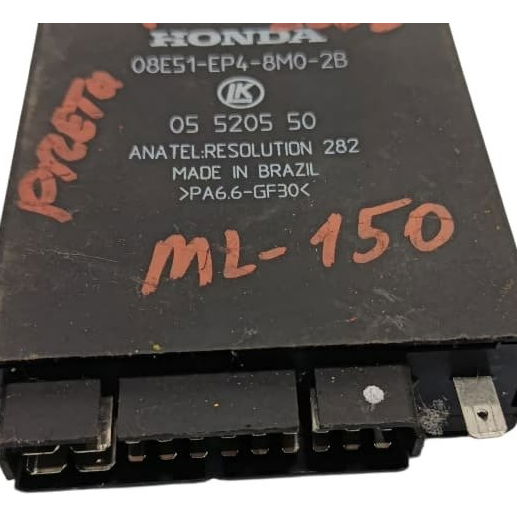 HONDA
08E51-EP4-8M0-2B
LK
05 5205 50
ANATEL:RESOLUTION 282
MADE IN BRAZIL
>PA6.6-GF30<
PRETO
ML-150